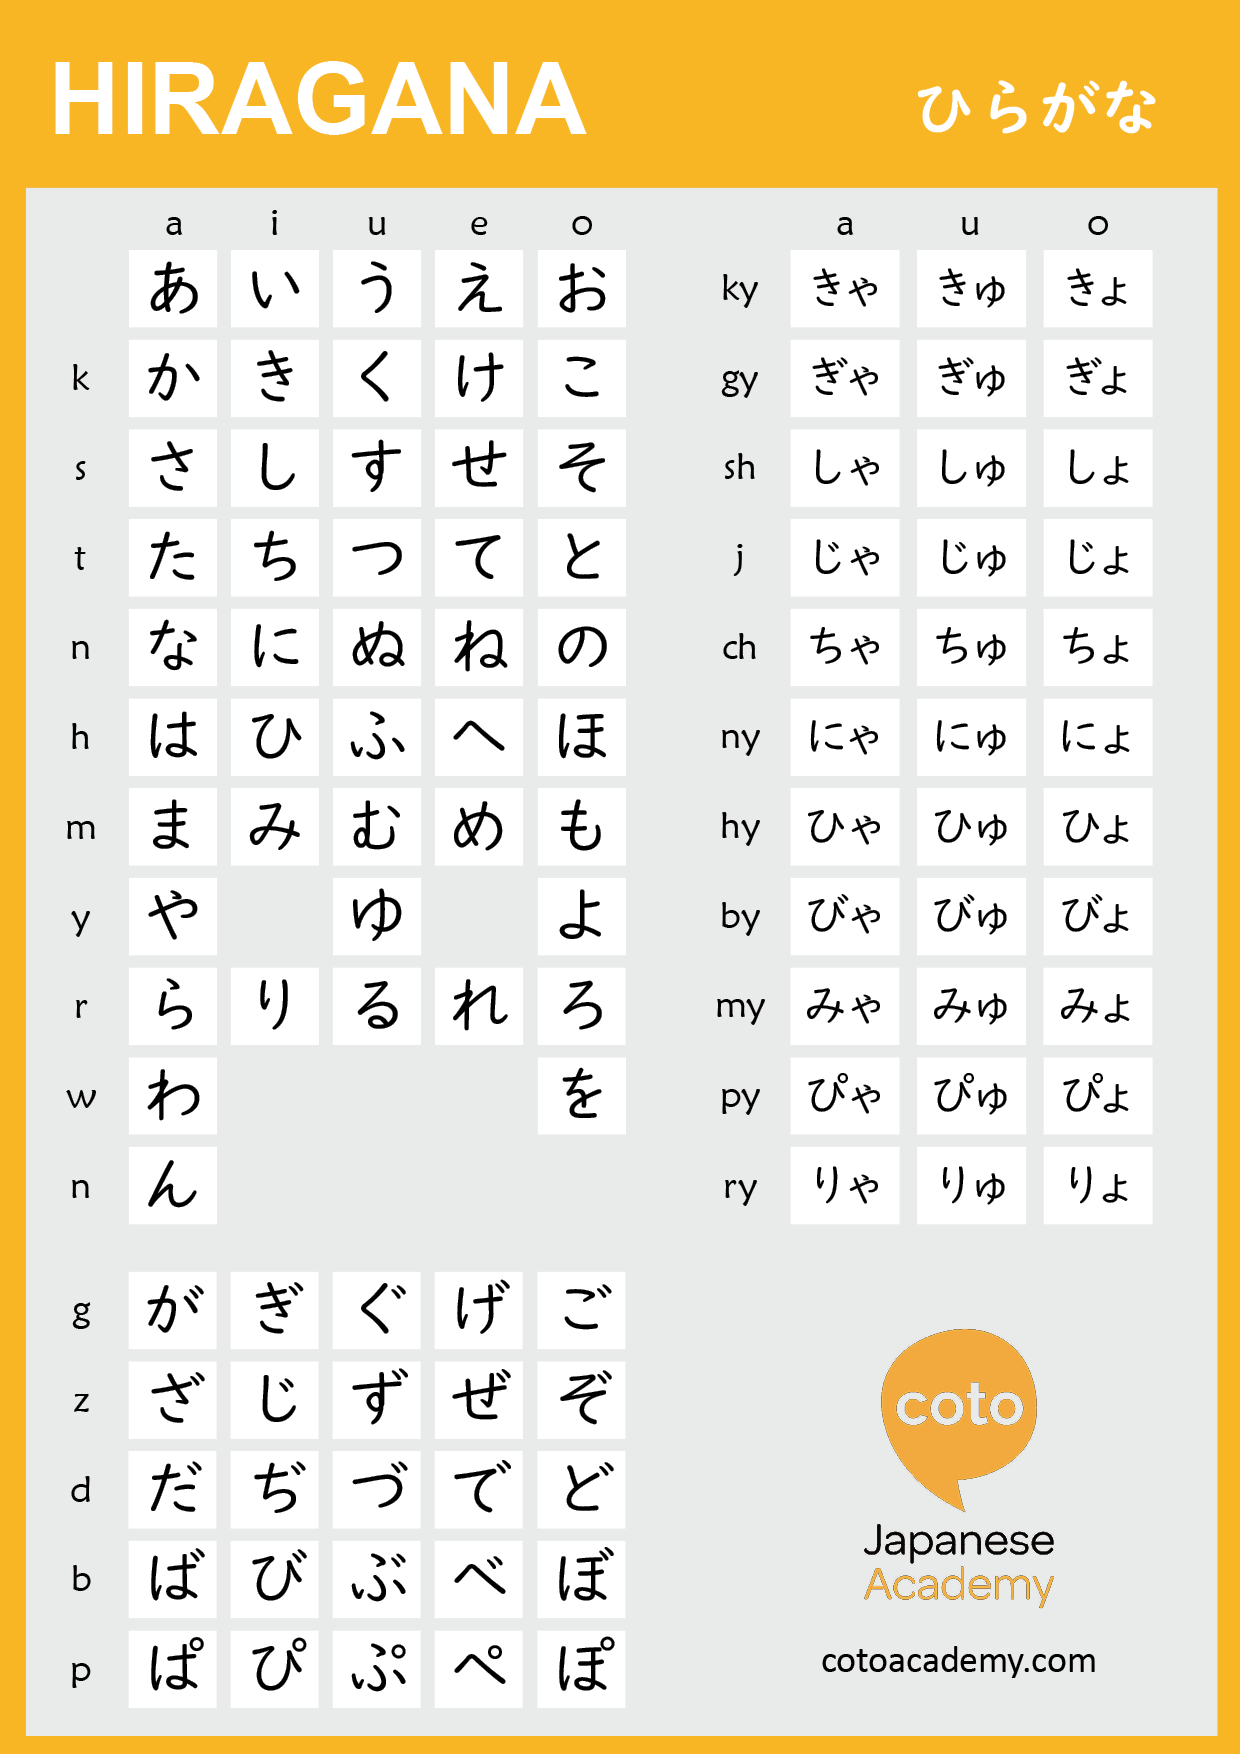 HIRAGANA ひらがな
a i u e o
あ い う え お
k か き く け こ
s さ し す せ そ
t た ち つ て と
n な に ぬ ね の
h は ひ ふ へ ほ
m ま み む め も
y や ゆ よ
r ら り る れ ろ
w わ を
n ん
g が ぎ ぐ げ ご
z ざ じ ず ぜ ぞ
d だ ぢ づ で ど
b ば び ぶ べ ぼ
p ぱ ぴ ぷ ぺ ぽ
a u o
ky きゃ きゅ きょ
gy ぎゃ ぎゅ ぎょ
sh しゃ しゅ しょ
j じゃ じゅ じょ
ch ちゃ ちゅ ちょ
ny にゃ にゅ にょ
hy ひゃ ひゅ ひょ
by びゃ びゅ びょ
my みゃ みゅ みょ
py ぴゃ ぴゅ ぴょ
ry りゃ りゅ りょ
coto
Japanese
Academy
cotoacademy.com